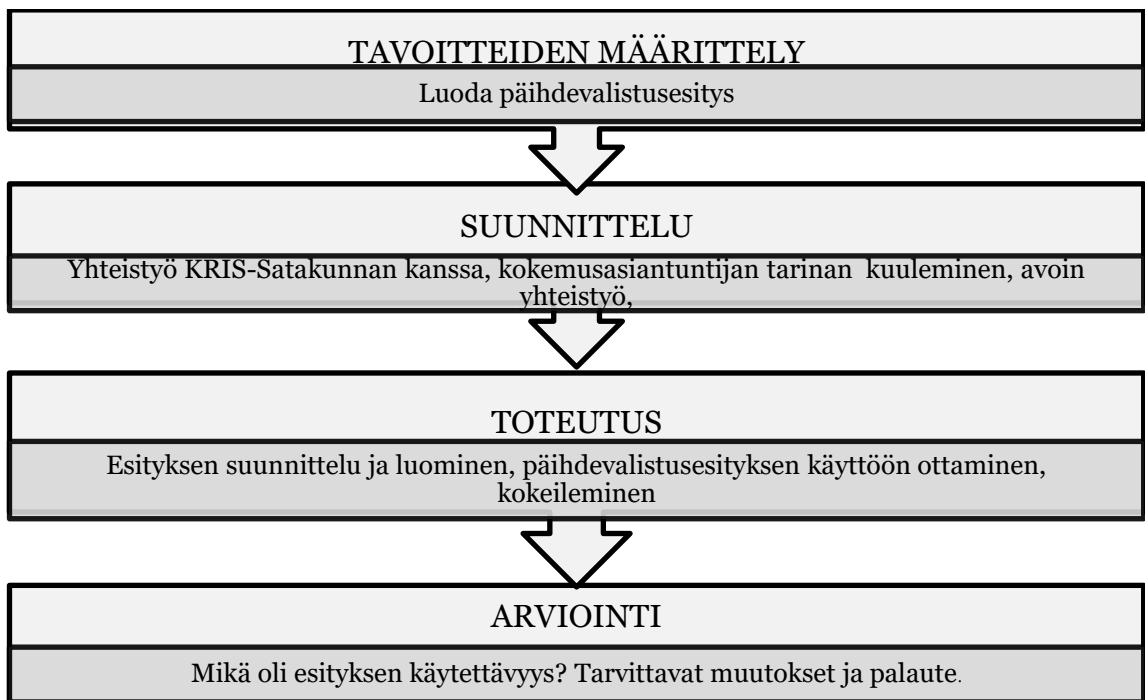 TAVOITTEIDEN MÄÄRITTELY
Luoda päihdevalistusesitys
SUUNNITTELU
Yhteistyö KRIS-Satakunnan kanssa, kokemusasiantuntijan tarinan kuuleminen, avoin
yhteistyö,
TOTEUTUS
Esityksen suunnittelu ja luominen, päihdevalistusesityksen käyttöön ottaminen,
kokeileminen
ARVIOINTI
Mikä oli esityksen käytettävyys? Tarvittavat muutokset ja palaute.